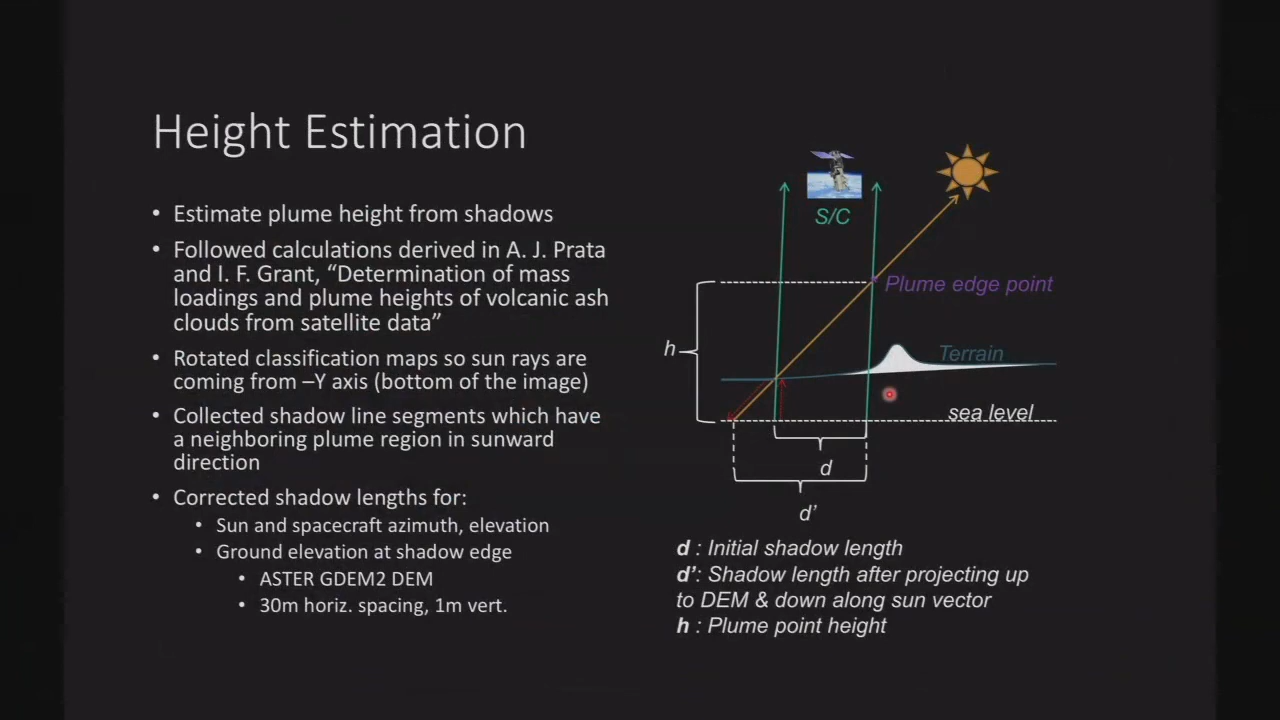 Height Estimation
• Estimate plume height from shadows
• Followed calculations derived in A. J. Prata
and I. F. Grant, “Determination of mass
loadings and plume heights of volcanic ash
clouds from satellite data”
• Rotated classification maps so sun rays are
coming from –Y axis (bottom of the image)
• Collected shadow line segments which have
a neighboring plume region in sunward
direction
• Corrected shadow lengths for:
• Sun and spacecraft azimuth, elevation
• Ground elevation at shadow edge
• ASTER GDEM2 DEM
• 30m horiz. spacing, 1m vert.
S/C
Plume edge point
h
Terrain
sea level
d
d’
d : Initial shadow length
d’: Shadow length after projecting up
to DEM & down along sun vector
h : Plume point height